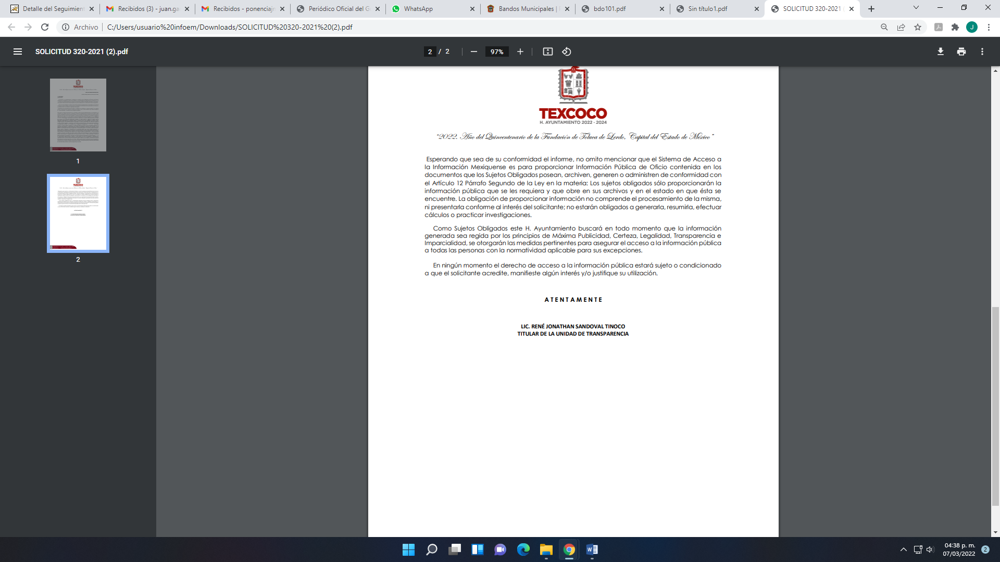 Detalle del Seguimient
Recibidos (3) - juan.ga
Recibidos - ponenciajr
Periódico Oficial del G
WhatsApp
Bandos Municipales |
bdo101.pdf
Sin título1.pdf
SOLICITUD 320-2021
Archivo
C:/Users/usuario%20infoem/Downloads/SOLICITUD%20320-2021%20(2).pdf
J
SOLICITUD 320-2021 (2).pdf
2 / 2
97%
1
2
TEXCOCO
H. AYUNTAMIENTO 2022 - 2024
"2022. Año del Quincentenario de la Fundación de Toluca de Lerdo, Capital del Estado de México "
Esperando que sea de su conformidad el informe, no omito mencionar que el Sistema de Acceso a
la Información Mexiquense es para proporcionar Información Pública de Oficio contenida en los
documentos que los Sujetos Obligados posean, archiven, generen o administren de conformidad con
el Artículo 12 Párrafo Segundo de la Ley en la materia: Los sujetos obligados sólo proporcionarán la
información pública que se les requiera y que obre en sus archivos y en el estado en que ésta se
encuentre. La obligación de proporcionar información no comprende el procesamiento de la misma,
ni presentarla conforme al interés del solicitante; no estarán obligados a generarla, resumirla, efectuar
cálculos o practicar investigaciones.
Como Sujetos Obligados este H. Ayuntamiento buscará en todo momento que la información
generada sea regida por los principios de Máxima Publicidad, Certeza, Legalidad, Transparencia e
Imparcialidad, se otorgarán las medidas pertinentes para asegurar el acceso a la información pública
a todas las personas con la normatividad aplicable para sus excepciones.
En ningún momento el derecho de acceso a la información pública estará sujeto o condicionado
a que el solicitante acredite, manifieste algún interés y/o justifique su utilización.
A T E N T A M E N T E
LIC. RENÉ JONATHAN SANDOVAL TINOCO
TITULAR DE LA UNIDAD DE TRANSPARENCIA
04:38 p. m.
07/03/2022
2